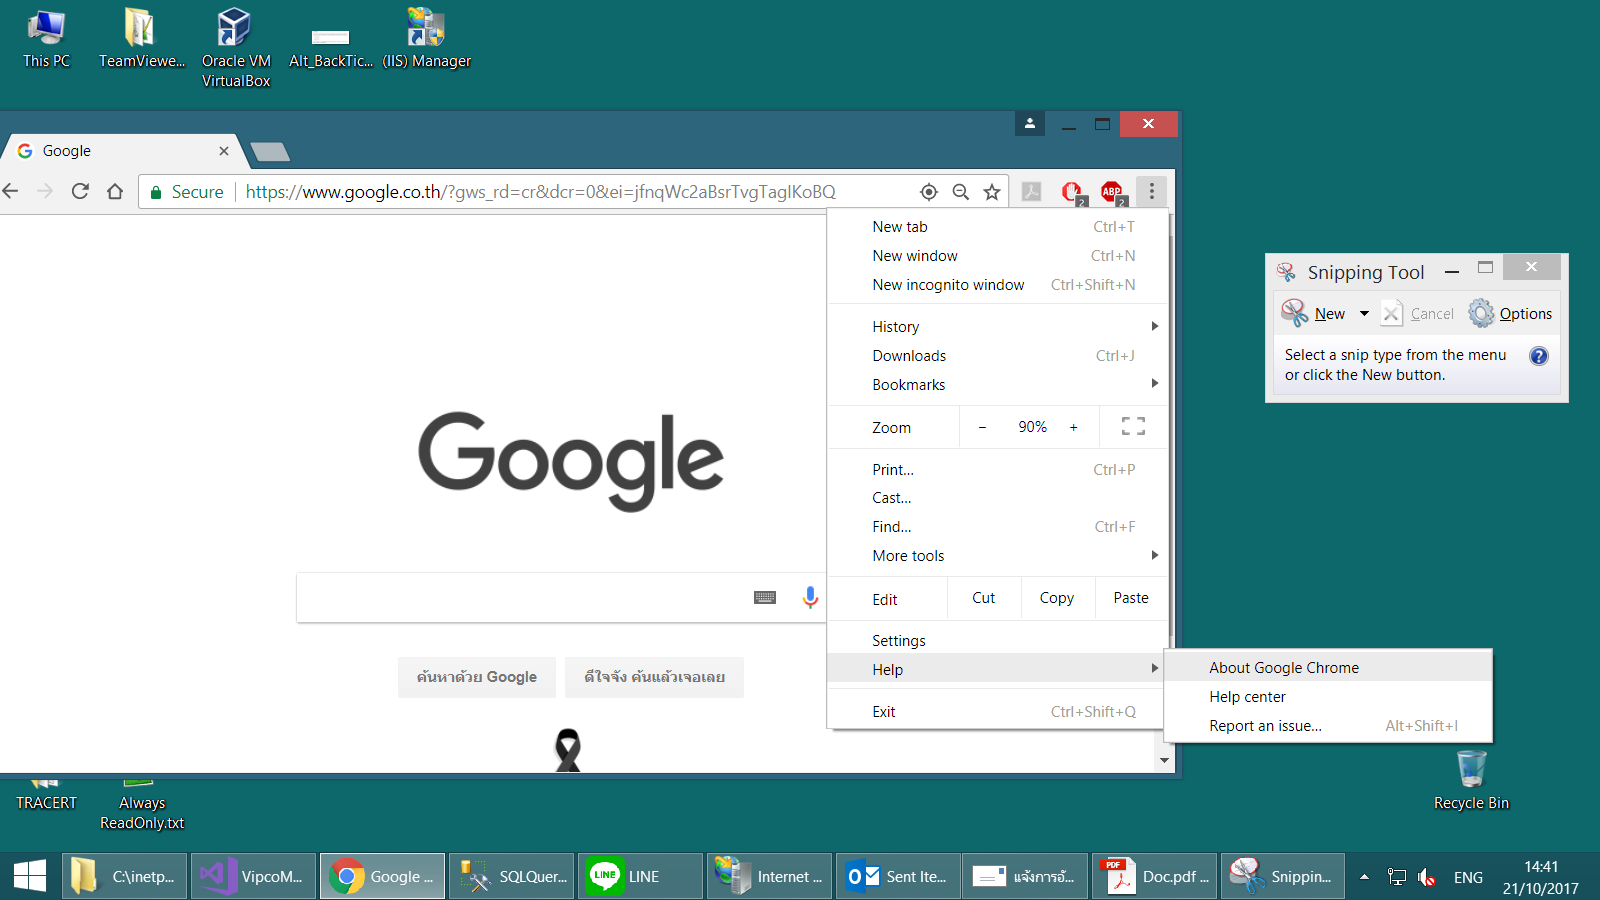 This PC
TeamViewe...
Oracle VM
VirtualBox
Alt_BackTic...
(IIS) Manager
Google
Secure
https://www.google.co.th/?gws_rd=cr&dcr=0&ei=jfnqWc2aBsrTvgTagIKoBQ
2
ABP
2
New tab Ctrl+T
New window Ctrl+N
New incognito window Ctrl+Shift+N
History
Downloads Ctrl+J
Bookmarks
Zoom − 90% +
Print... Ctrl+P
Cast...
Find... Ctrl+F
More tools
Edit Cut Copy Paste
Settings
Help
Exit Ctrl+Shift+Q
About Google Chrome
Help center
Report an issue... Alt+Shift+I
Google
ค้นหาด้วย Google
ดีใจจัง ค้นแล้วเจอเลย
Snipping Tool
New
Cancel
Options
Select a snip type from the menu
or click the New button.
TRACERT
Always
ReadOnly.txt
Recycle Bin
C:\inetp...
VipcoM...
Google ...
SQLQuer...
LINE
LINE
Internet ...
Sent Ite...
แจ้งการอั...
PDF
Doc.pdf ...
Snippin...
ENG
14:41
21/10/2017